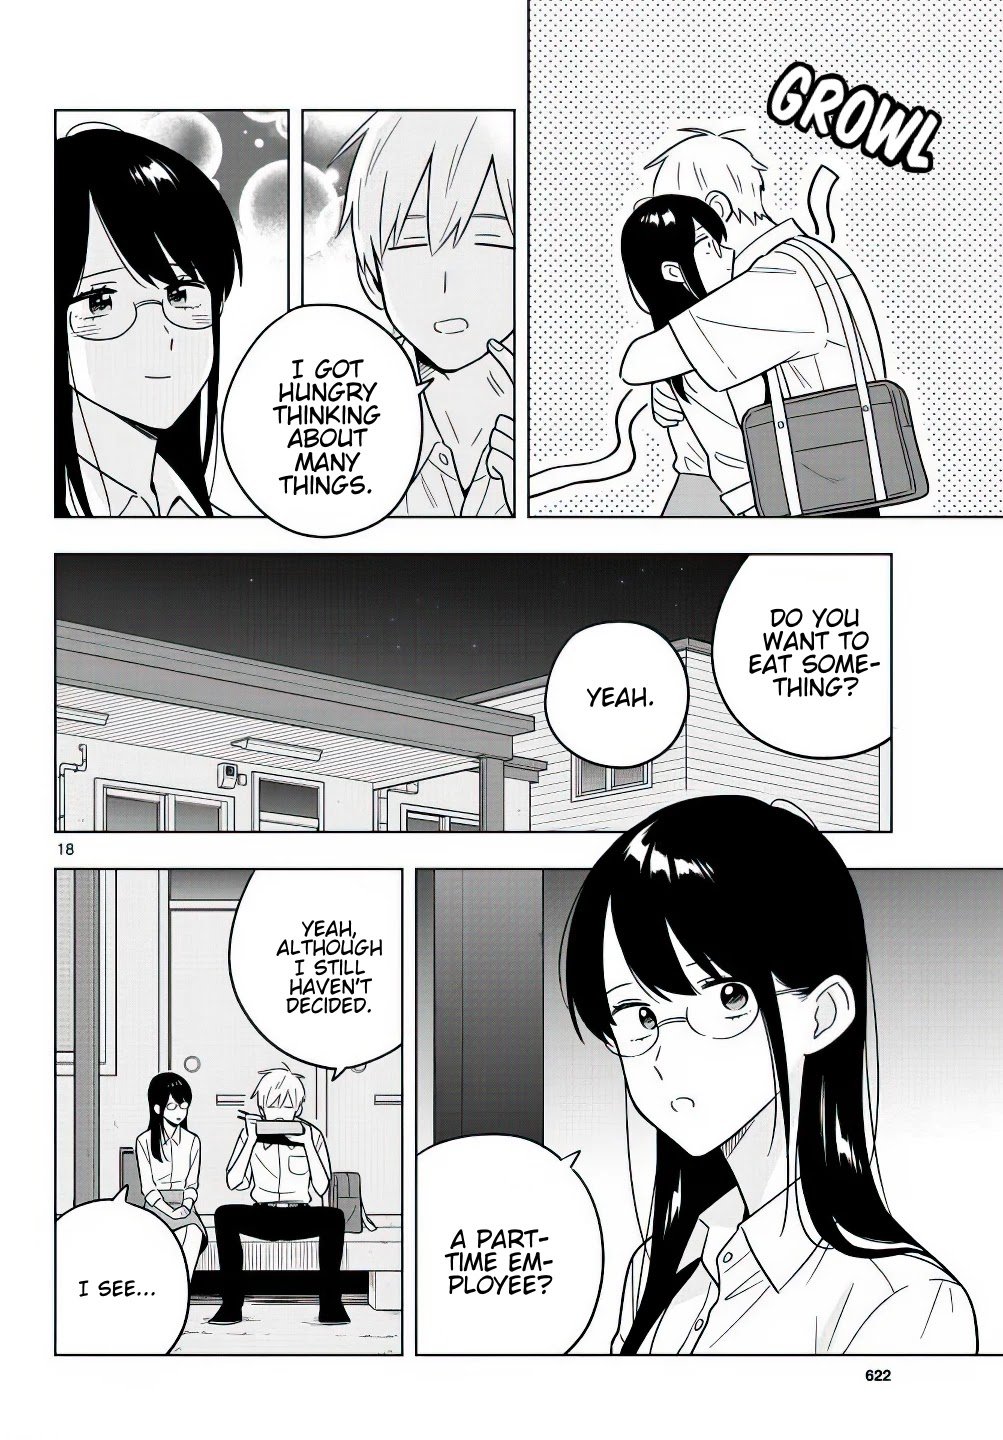 GROWL
I GOT
HUNGRY
THINKING
ABOUT
MANY
THINGS.
DO YOU
WANT TO
EAT SOME-
THING?
YEAH.
18
A PART-
TIME EM-
PLOYEE?
YEAH,
ALTHOUGH
I STILL
HAVEN'T
DECIDED.
I SEE...
622